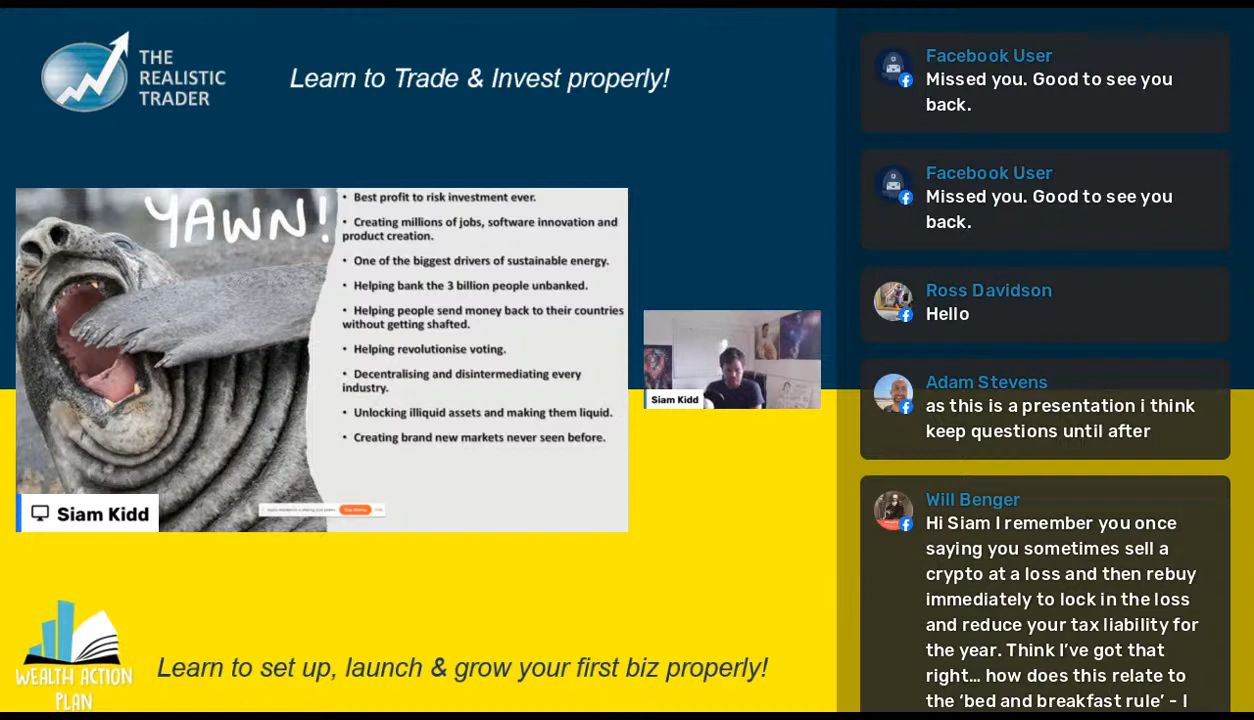 THE
REALISTIC
TRADER
Learn to Trade & Invest properly!
YAWN!
• Best profit to risk investment ever.
• Creating millions of jobs, software innovation and
product creation.
• One of the biggest drivers of sustainable energy.
• Helping bank the 3 billion people unbanked.
• Helping people send money back to their countries
without getting shafted.
• Helping revolutionise voting.
• Decentralising and disintermediating every
industry.
• Unlocking illiquid assets and making them liquid.
• Creating brand new markets never seen before.
Siam Kidd
Siam Kidd
WEALTH ACTION
PLAN
Learn to set up, launch & grow your first biz properly!
Facebook User
Missed you. Good to see you
back.
Facebook User
Missed you. Good to see you
back.
Ross Davidson
Hello
Adam Stevens
as this is a presentation i think
keep questions until after
Will Benger
Hi Siam I remember you once
saying you sometimes sell a
crypto at a loss and then rebuy
immediately to lock in the loss
and reduce your tax liability for
the year. Think I've got that
right... how does this relate to
the 'bed and breakfast rule' - I